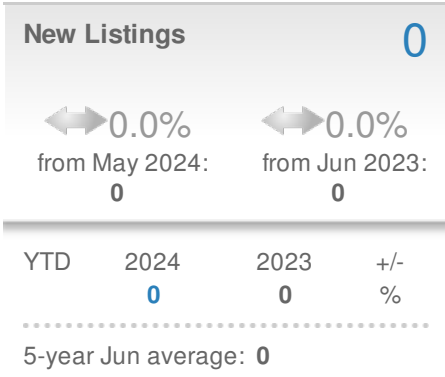 New Listings 0
0.0% 0.0%
from May 2024: from Jun 2023:
0 0
YTD 2024 2023 +/-
0 0 %
5-year Jun average: 0